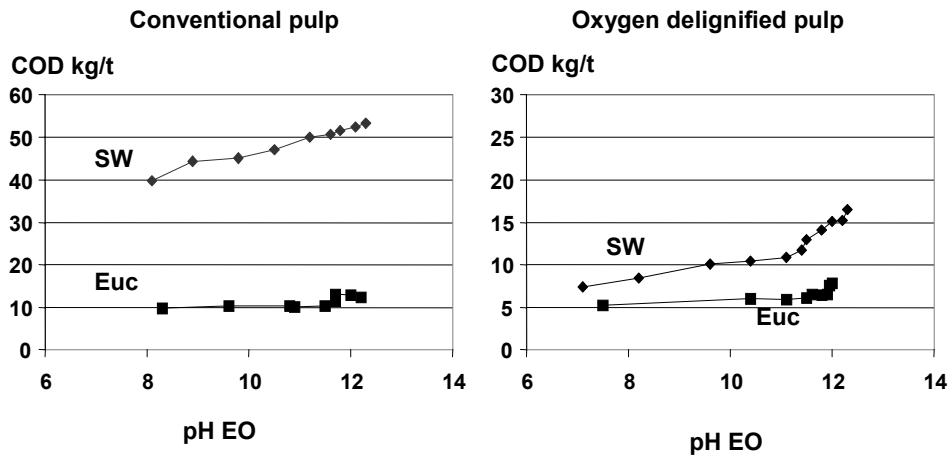 Conventional pulp
COD kg/t
60
50
40
30
20
10
0
SW
Euc
6 8 10 12 14
pH EO
Oxygen delignified pulp
COD kg/t
30
25
20
15
10
5
0
SW
Euc
6 8 10 12 14
pH EO